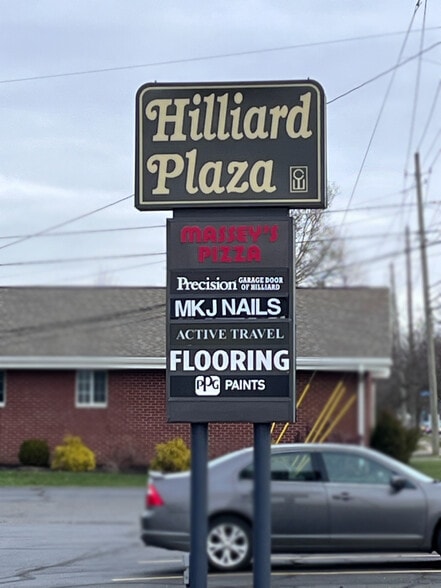 Hilliard
Plaza
MASSEY'S
PIZZA
Precision GARAGE DOOR
OF HILLIARD
MKJ NAILS
ACTIVE TRAVEL
FLOORING
PPG PAINTS